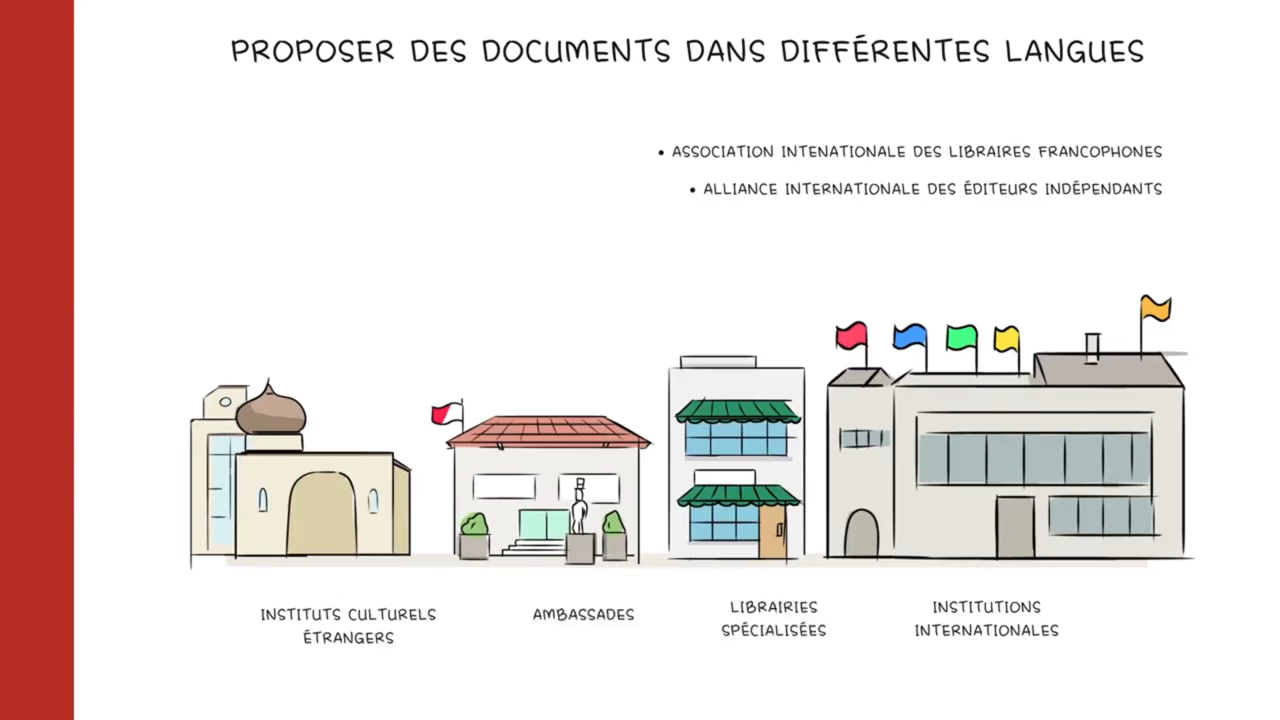 PROPOSER DES DOCUMENTS DANS DIFFÉRENTES LANGUES
• ASSOCIATION INTENATIONALE DES LIBRAIRES FRANCOPHONES
• ALLIANCE INTERNATIONALE DES ÉDITEURS INDÉPENDANTS
INSTITUTS CULTURELS
ÉTRANGERS
AMBASSADES
LIBRAIRIES
SPÉCIALISÉES
INSTITUTIONS
INTERNATIONALES